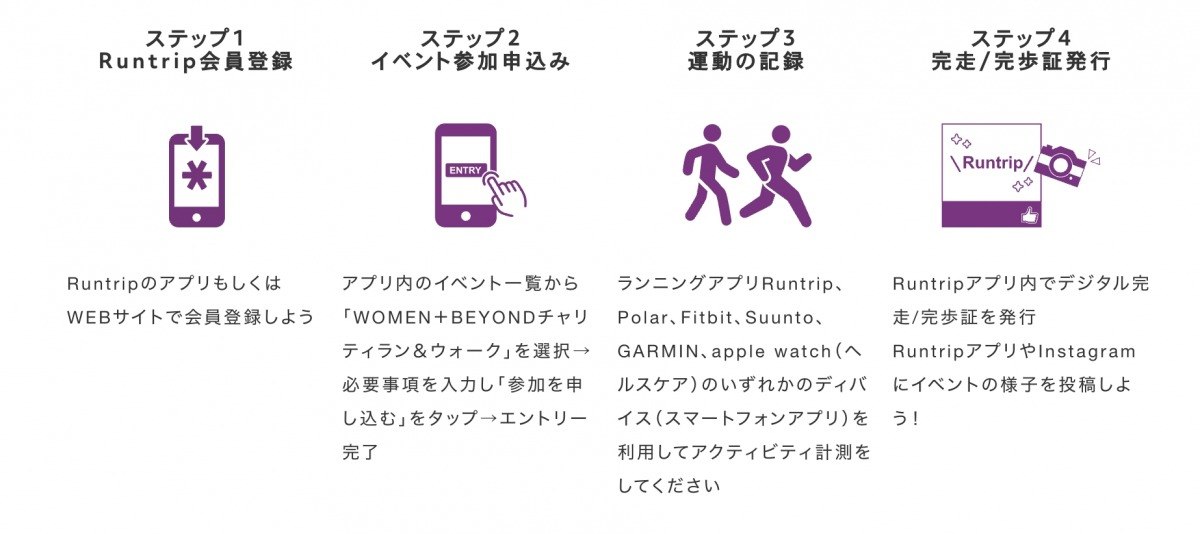 ステップ1
Runtrip会員登録
RuntripのアプリもしくはWEBサイトで会員登録しよう
ステップ2
イベント参加申込み
ENTRY
アプリ内のイベント一覧から
「WOMEN＋BEYONDチャリ
ティラン＆ウォーク」を選択→
必要事項を入力し「参加を申
し込む」をタップ→エントリー
完了
ステップ3
運動の記録
ランニングアプリRuntrip、
Polar、Fitbit、Suunto、
GARMIN、apple watch（ヘ
ルスケア）のいずれかのディバ
イス（スマートフォンアプリ）を
利用してアクティビティ計測を
してください
ステップ4
完走/完歩証発行
\Runtrip/
Runtripアプリ内でデジタル完
走/完歩証を発行
RuntripアプリやInstagram
にイベントの様子を投稿しよ
う！